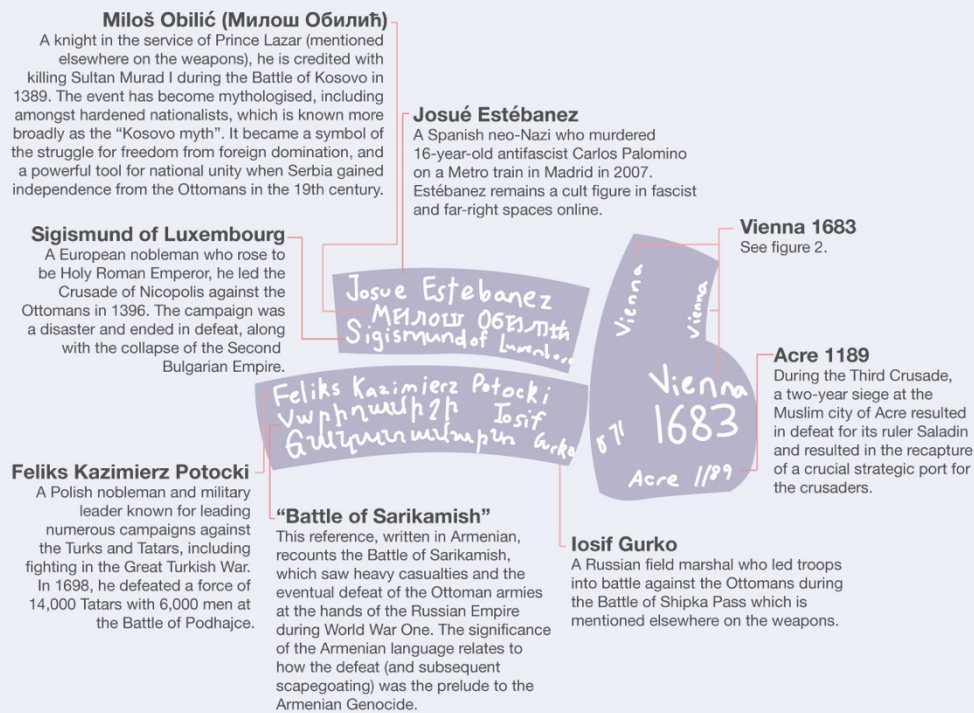 Miloš Obilić (Милош Обилић)
A knight in the service of Prince Lazar (mentioned
elsewhere on the weapons), he is credited with
killing Sultan Murad I during the Battle of Kosovo in
1389. The event has become mythologised, including
amongst hardened nationalists, which is known more
broadly as the “Kosovo myth”. It became a symbol of
the struggle for freedom from foreign domination, and
a powerful tool for national unity when Serbia gained
independence from the Ottomans in the 19th century.
Josué Estébanez
A Spanish neo-Nazi who murdered
16-year-old antifascist Carlos Palomino
on a Metro train in Madrid in 2007.
Estébanez remains a cult figure in fascist
and far-right spaces online.
Sigismund of Luxembourg
A European nobleman who rose to
be Holy Roman Emperor, he led the
Crusade of Nicopolis against the
Ottomans in 1396. The campaign was
a disaster and ended in defeat, along
with the collapse of the Second
Bulgarian Empire.
Vienna 1683
See figure 2.
Josue Estebanez
Милош Обилић
Sigismund of
Vienna
Vienna
Vienna
1683
Acre 1189
Feliks Kazimierz Potocki
Iosif
Gurko
Acre 1189
During the Third Crusade,
a two-year siege at the
Muslim city of Acre resulted
in defeat for its ruler Saladin
and resulted in the recapture
of a crucial strategic port for
the crusaders.
Feliks Kazimierz Potocki
A Polish nobleman and military
leader known for leading
numerous campaigns against
the Turks and Tatars, including
fighting in the Great Turkish War.
In 1698, he defeated a force of
14,000 Tatars with 6,000 men at
the Battle of Podhajce.
“Battle of Sarikamish”
This reference, written in Armenian,
recounts the Battle of Sarikamish,
which saw heavy casualties and the
eventual defeat of the Ottoman armies
at the hands of the Russian Empire
during World War One. The significance
of the Armenian language relates to
how the defeat (and subsequent
scapegoating) was the prelude to the
Armenian Genocide.
Iosif Gurko
A Russian field marshal who led troops
into battle against the Ottomans during
the Battle of Shipka Pass which is
mentioned elsewhere on the weapons.